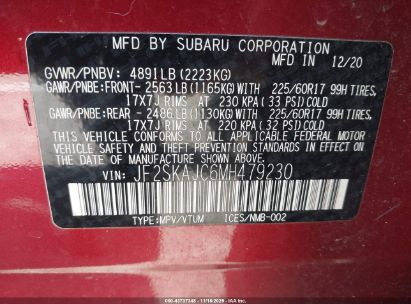 MFD BY SUBARU CORPORATION
MFD IN 12/20
GVWR/PNBV: 4891LB (2223KG)
GAWR/PNBE:FRONT- 2563LB (1165KG) WITH 225/60R17 99H TIRES.
17X7J RIMS AT 230 KPA (33 PSI) COLD
GAWR/PNBE:REAR - 2486LB (1130KG) WITH 225/60R17 99H TIRES.
17X7J RIMS AT 220 KPA (32 PSI) COLD
THIS VEHICLE CONFORMS TO ALL APPLICABLE FEDERAL MOTOR
VEHICLE SAFETY, BUMPER, AND THEFT PREVENTION STANDARDS
IN EFFECT ON THE DATE OF MANUFACTURE SHOWN ABOVE.
VIN: JF2SKAJC6MH479230
TYPE:MPV/VTUM ICES/NMB-002